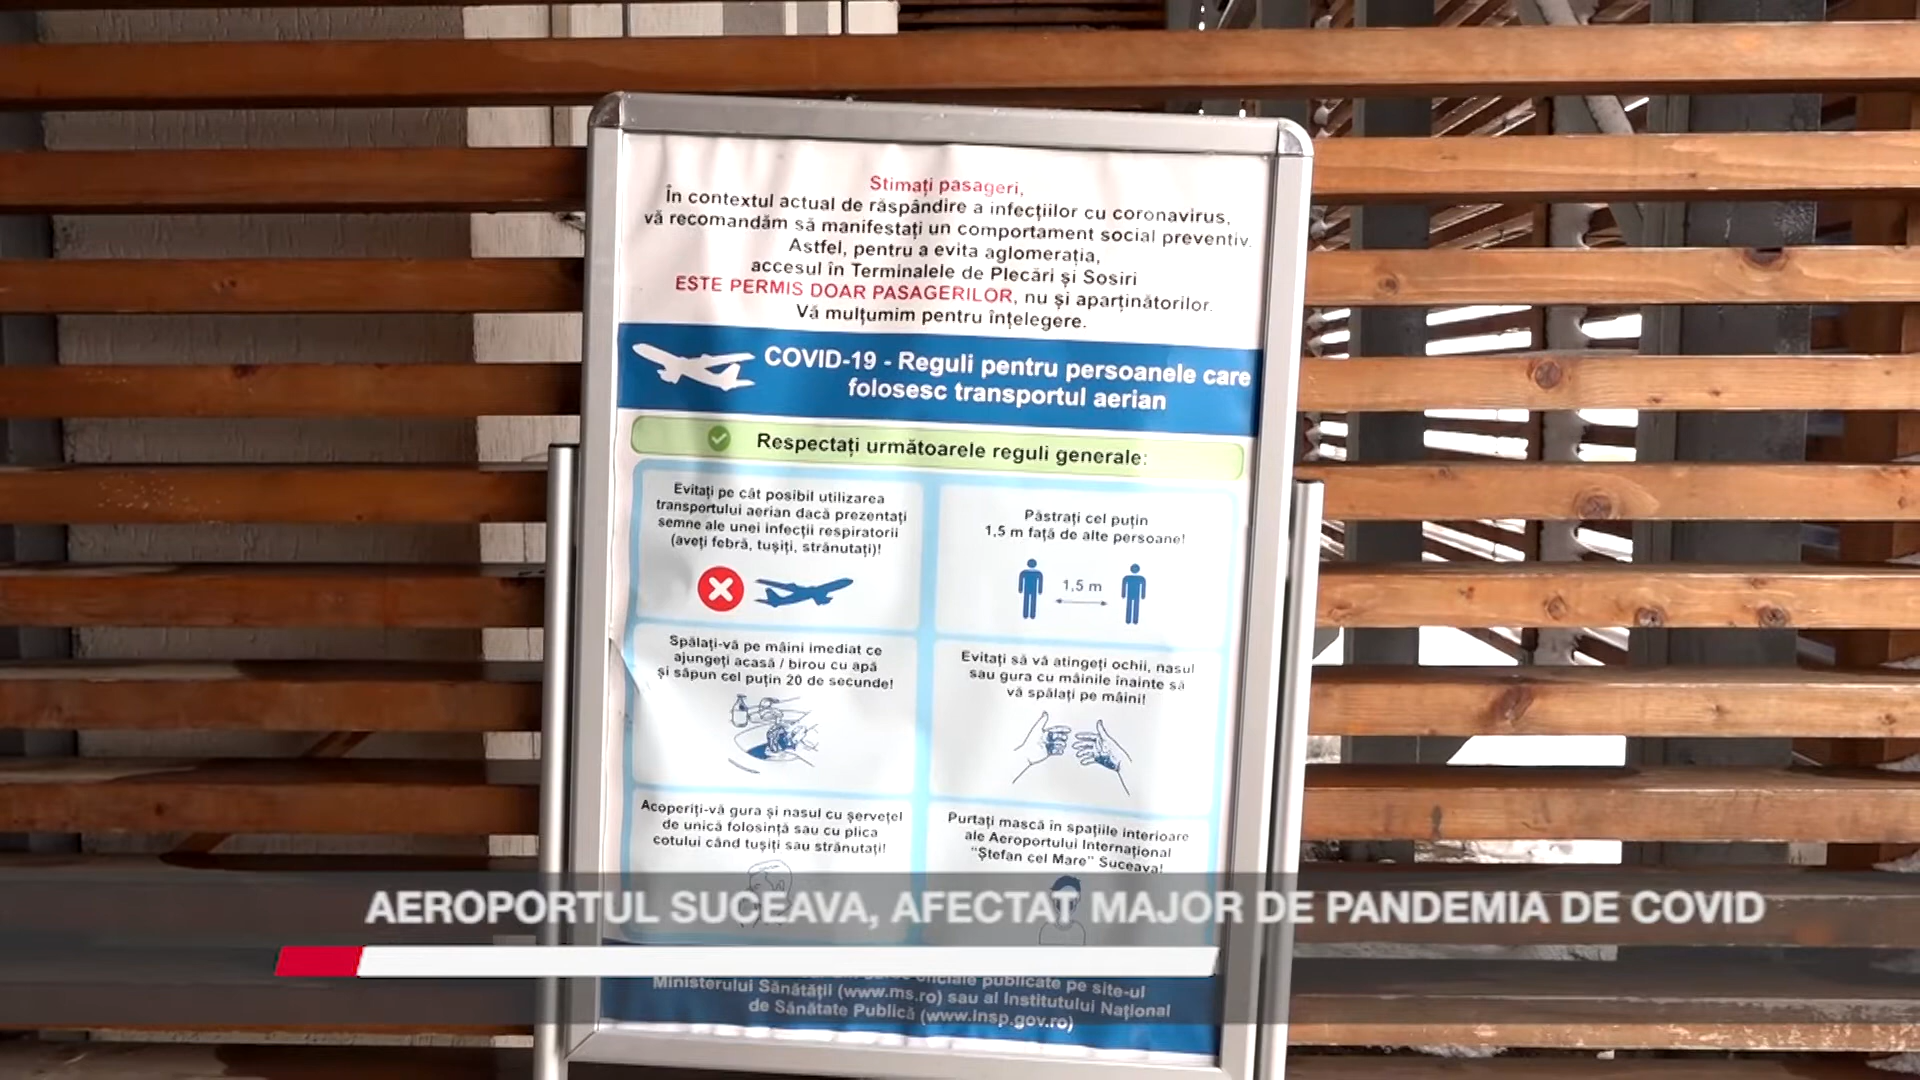 Stimați pasageri,
În contextul actual de răspândire a infecțiilor cu coronavirus,
vă recomandăm să manifestați un comportament social preventiv.
Astfel, pentru a evita aglomerația,
accesul în Terminalele de Plecări și Sosiri
ESTE PERMIS DOAR PASAGERILOR, nu și aparținătorilor.
Vă mulțumim pentru înțelegere.
COVID-19 - Reguli pentru persoanele care
folosesc transportul aerian
Respectați următoarele reguli generale:
Evitați pe cât posibil utilizarea
transportului aerian dacă prezentați
semne ale unei infecții respiratorii
(aveți febră, tușiți, strănutați)!
Păstrați cel puțin
1,5 m față de alte persoane!
1,5 m
Spălați-vă pe mâini imediat ce
ajungeți acasă / birou cu apă
și săpun cel puțin 20 de secunde!
Evitați să vă atingeți ochii, nasul
sau gura cu mâinile înainte să
vă spălați pe mâini!
Acoperiți-vă gura și nasul cu șervețel
de unică folosință sau cu plica
cotului când tușiți sau strănutați!
Purtați mască în spațiile interioare
ale Aeroportului Internațional
"Ștefan cel Mare" Suceava!
AEROPORTUL SUCEAVA, AFECTAT MAJOR DE PANDEMIA DE COVID
oficiale publicate pe site-ul
Ministerului Sănătății (www.ms.ro) sau al Institutului Național
de Sănătate Publică (www.insp.gov.ro)